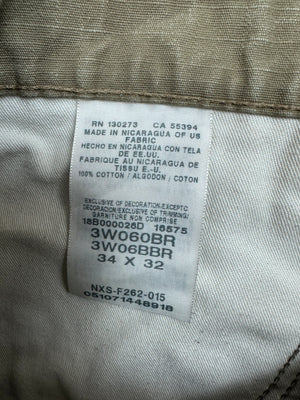 RN 130273 CA 55394
MADE IN NICARAGUA OF US
FABRIC
HECHO EN NICARAGUA CON TELA
DE EE.UU.
FABRIQUE AU NICARAGUA DE
TISSU E.-U.
100% COTTON / ALGODON / COTON
EXCLUSIVE OF DECORATION-EXCEPTO
DECORACION/EXCLUSIVE OF TRIMMING/
GARNITURE NON COMPRISE
18B000026D 16575
3W060BR
3W06BBR
34 X 32
NXS-F262-015
051071448918